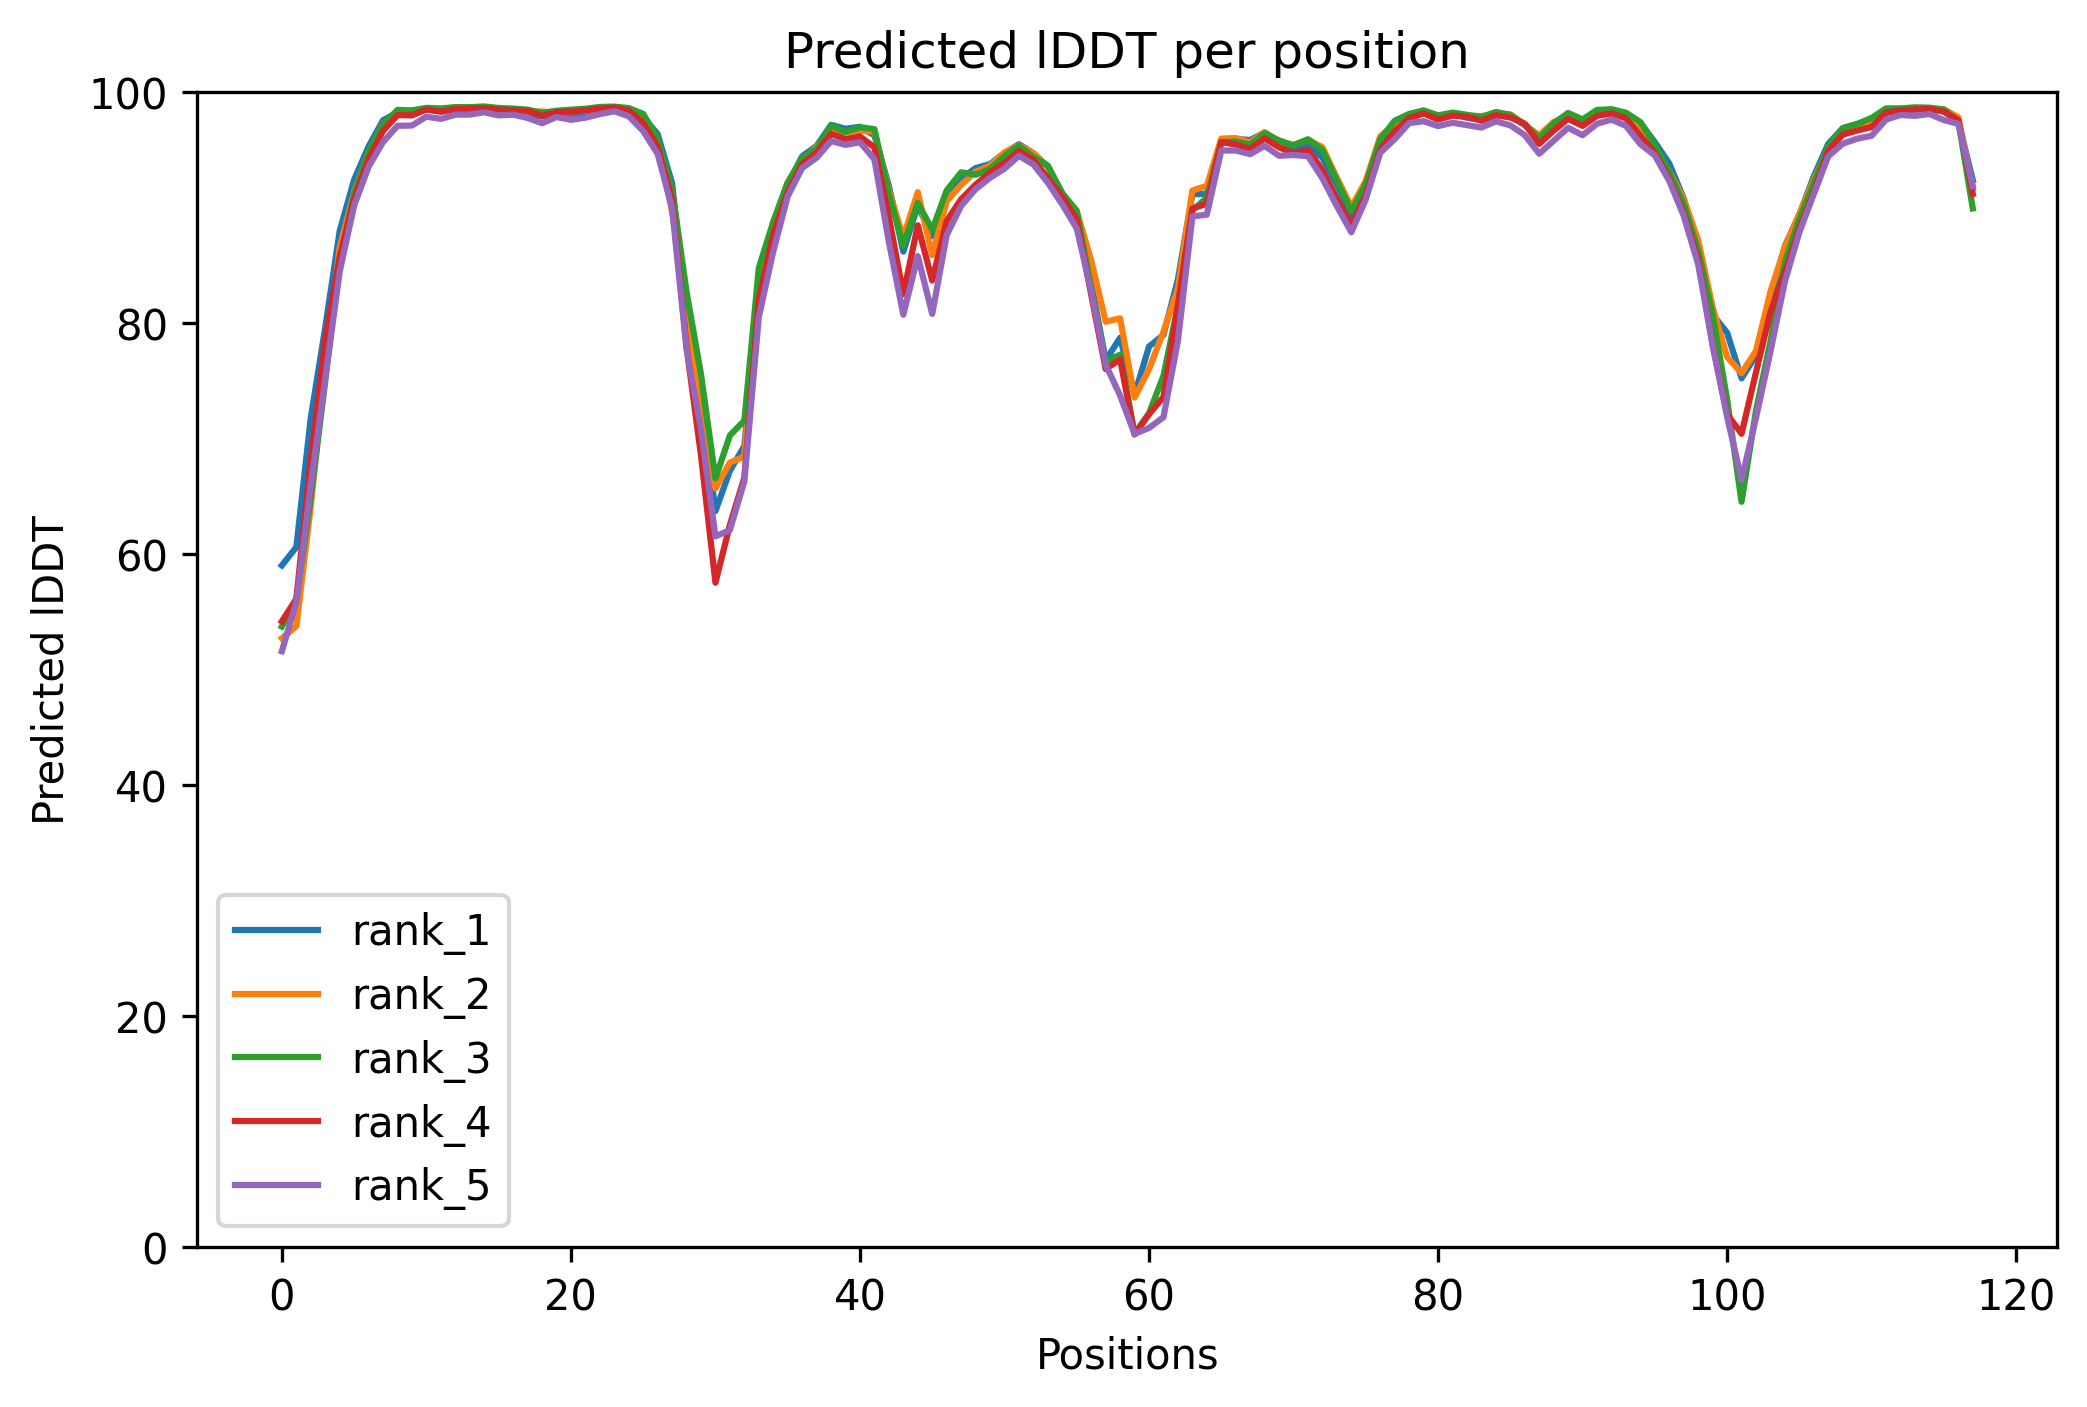 Predicted lDDT per position
100
80
60
40
20
0
Predicted lDDT
rank_1
rank_2
rank_3
rank_4
rank_5
0 20 40 60 80 100 120
Positions